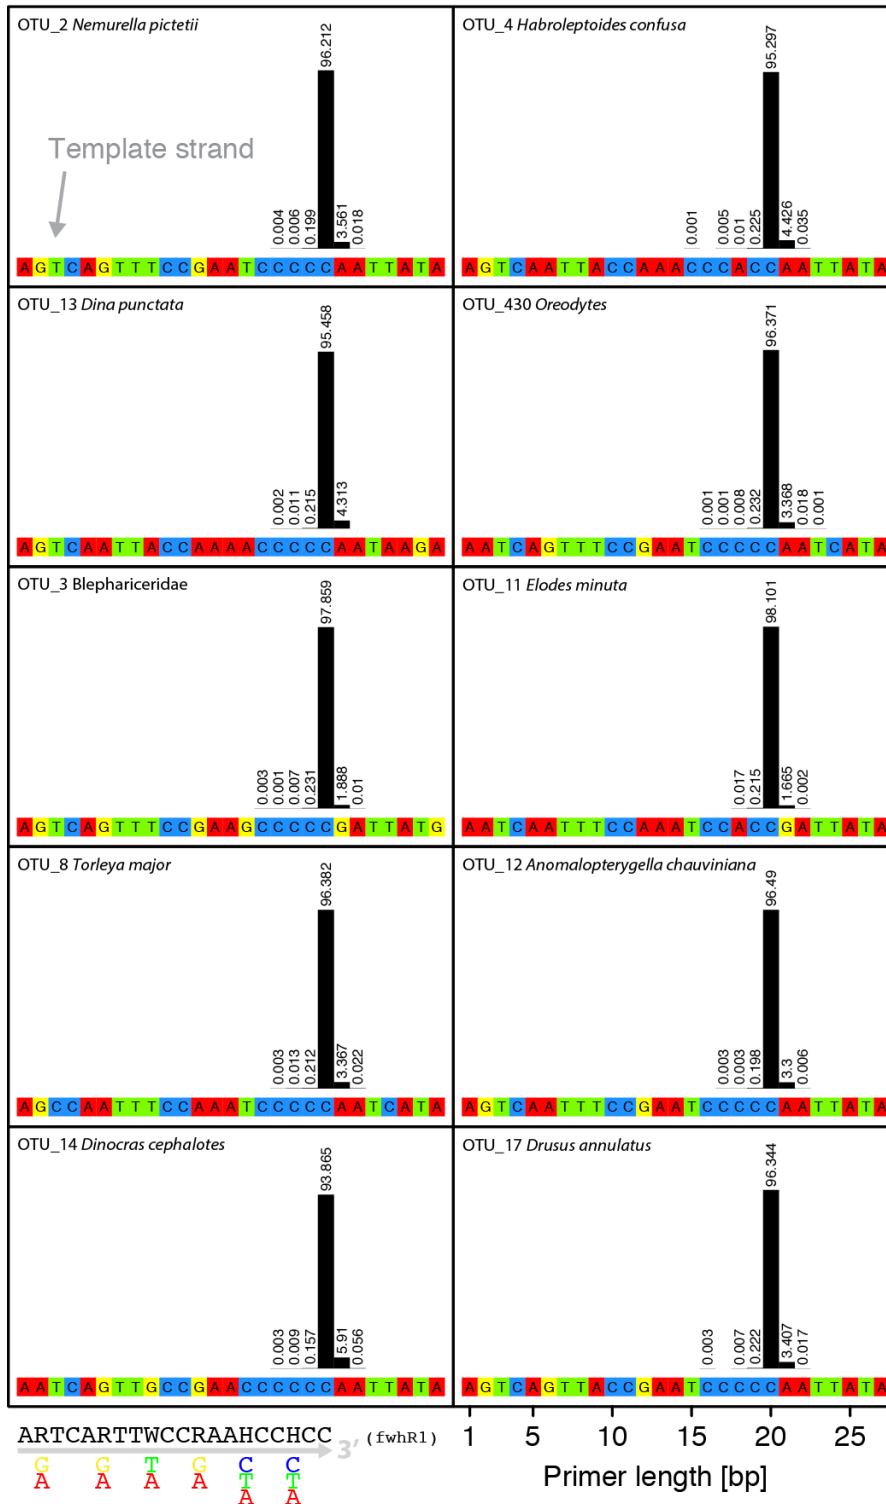 OTU_2 Nemurella pictetii
96.212
Template strand
0.004
0.006
0.199
3.561
0.018
AGTCAGTTTCCGAATCCCCCAATTATA
OTU_4 Habroleptoides confusa
95.297
0.001
0.005
0.01
0.225
4.426
0.035
AGTCAATTACCAAACCCACCAATTATA
OTU_13 Dina punctata
95.458
0.002
0.011
0.215
4.313
AGTCAATTACCAAAACCCCCAATAAGA
OTU_430 Oreodytes
96.371
0.001
0.001
0.008
0.232
3.368
0.018
0.001
AATCAGTTTCCGAATCCCCCAATCATA
OTU_3 Blephariceridae
97.859
0.003
0.001
0.007
0.231
1.888
0.01
AGTCAGTTTCCGAAGCCCCCGATTATG
OTU_11 Elodes minuta
98.101
0.017
0.215
1.665
0.002
AATCAATTTCCAAATCCACCGATTATA
OTU_8 Torleya major
96.382
0.003
0.013
0.212
3.367
0.022
AGCCAATTTCCAAATCCCCCAATCATA
OTU_12 Anomalopterygella chauviniana
96.49
0.003
0.003
0.198
3.3
0.006
AGTCAATTTCCGAATCCCCCAATTATA
OTU_14 Dinocras cephalotes
93.865
0.003
0.009
0.157
5.91
0.056
AATCAGTTGCCGAACCCCCCAATTATA
OTU_17 Drusus annulatus
96.344
0.003
0.007
0.222
3.407
0.017
AGTCAGTTACCGAATCCCCCAATTATA
ARTCARTTWCCRAAHCCHCC
3′ (fwhR1)
G G T G C C
A A A A T T
A A
1 5 10 15 20 25
Primer length [bp]